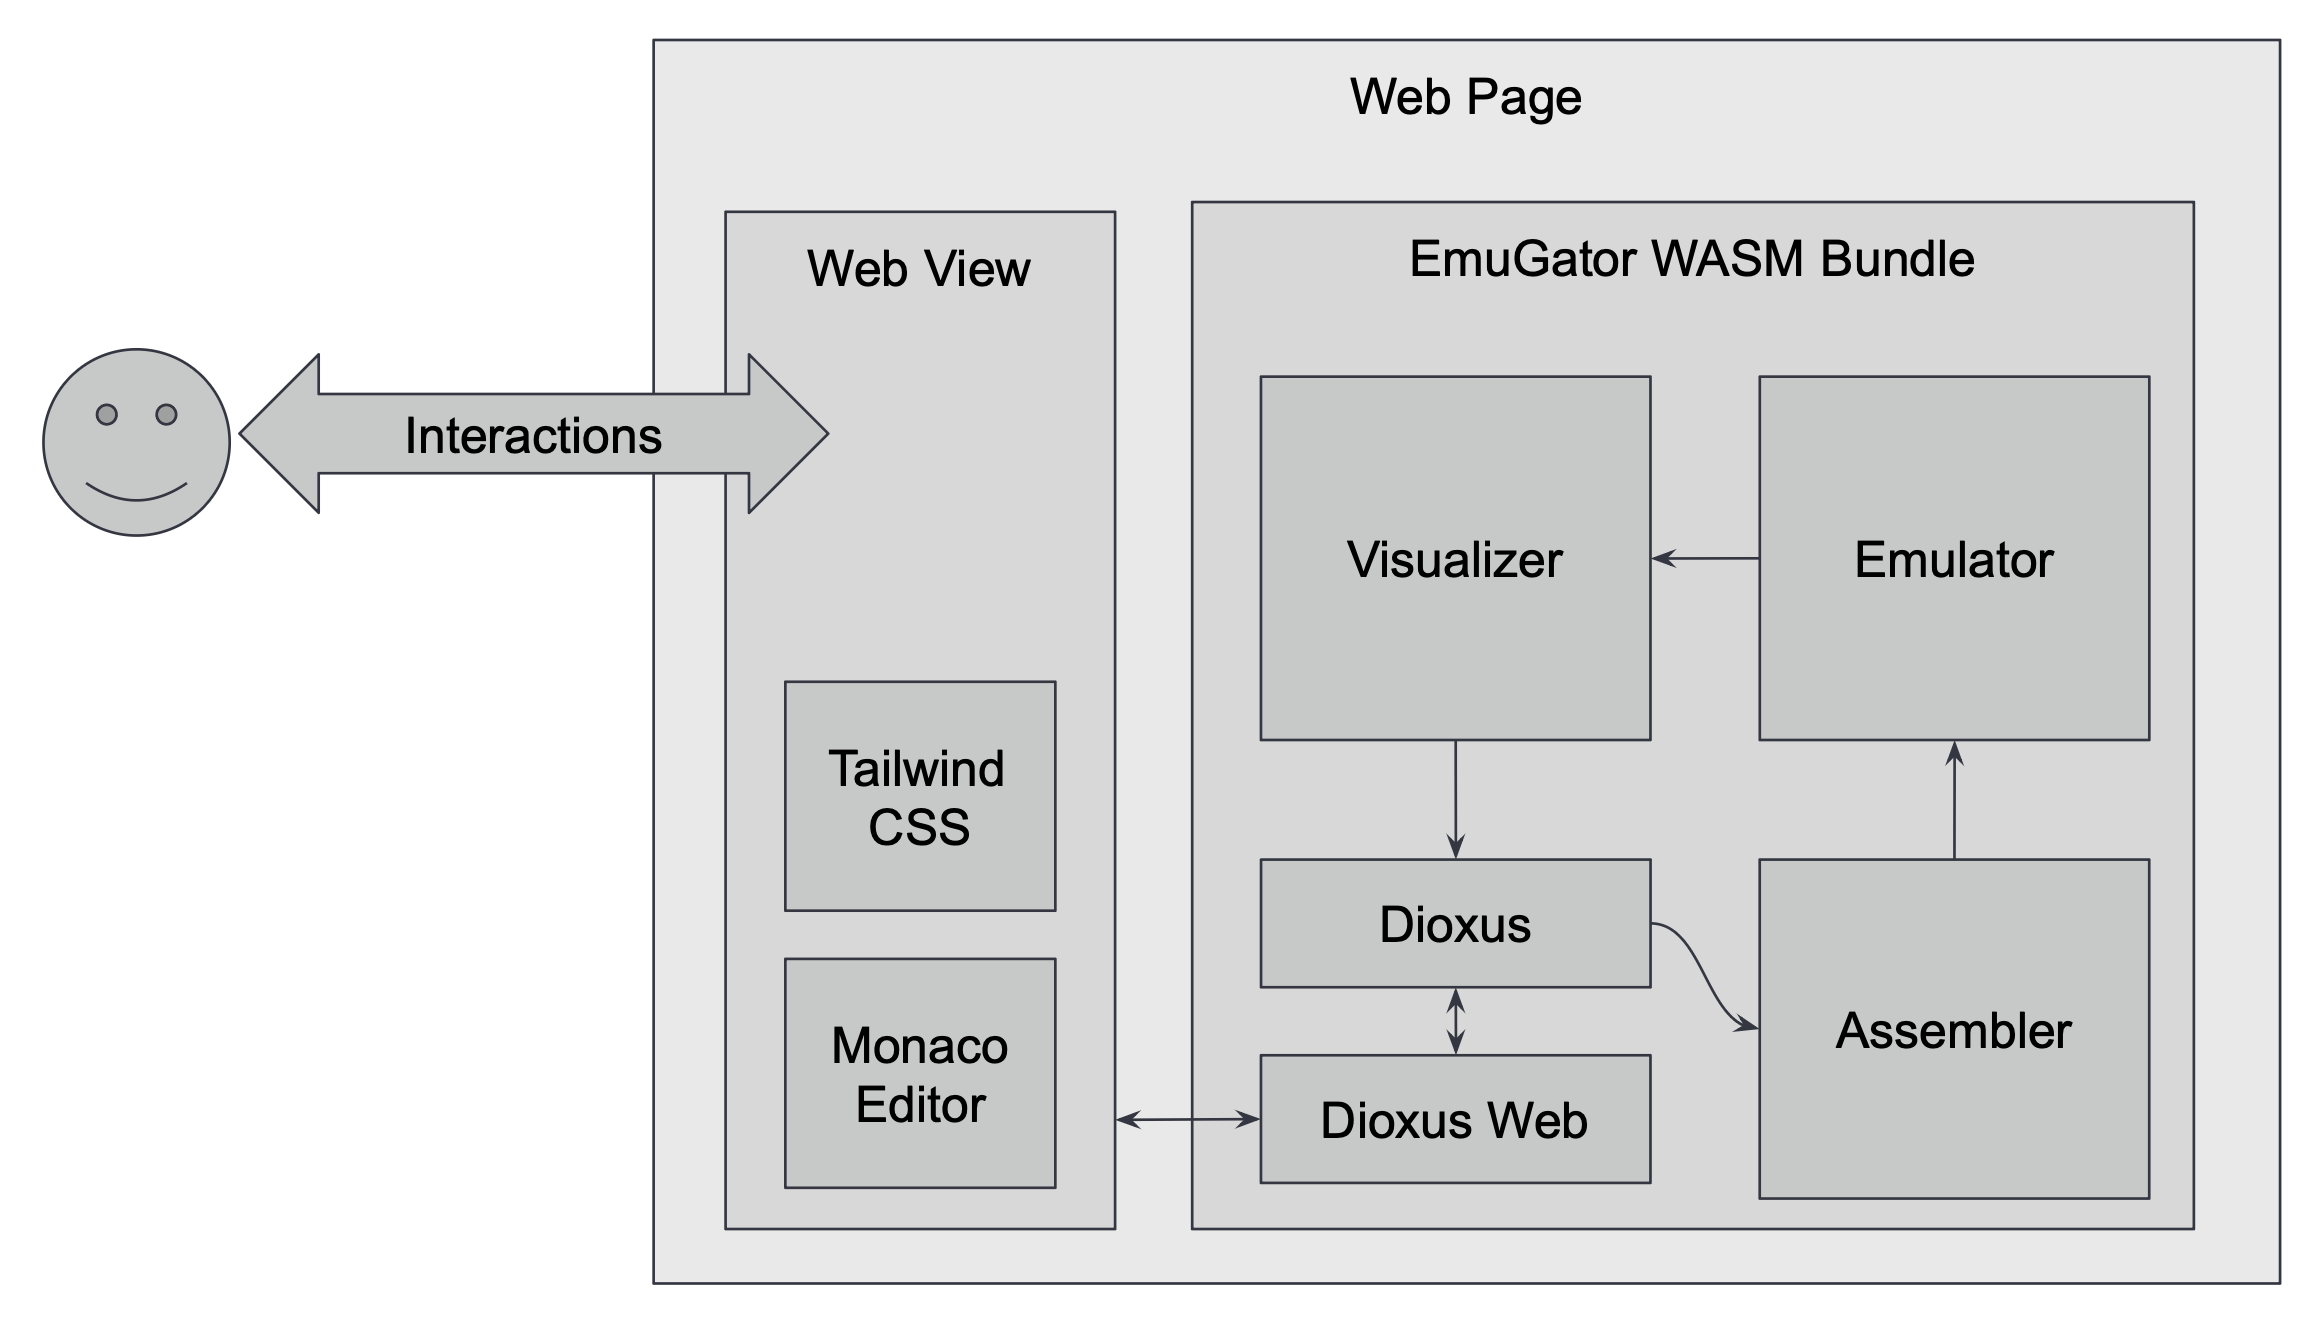 Web Page
Web View
EmuGator WASM Bundle
Interactions
Visualizer
Emulator
Tailwind
CSS
Dioxus
Assembler
Monaco
Editor
Dioxus Web